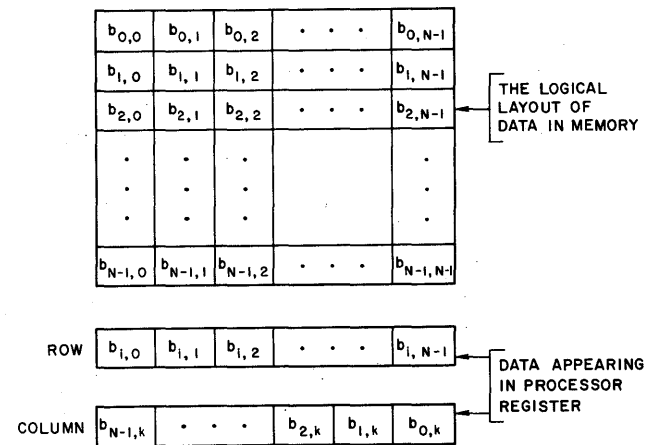 b0,0 b0,1 b0,2 . . . b0,N-1
b1,0 b1,1 b1,2 . . . b1,N-1
b2,0 b2,1 b2,2 . . . b2,N-1
. . . .
. . . .
. . . .
bN-1,0 bN-1,1 bN-1,2 . . . bN-1,N-1
THE LOGICAL
LAYOUT OF
DATA IN MEMORY
ROW bi,0 bi,1 bi,2 . . . bi,N-1
COLUMN bN-1,k . . . b2,k b1,k b0,k
DATA APPEARING
IN PROCESSOR
REGISTER